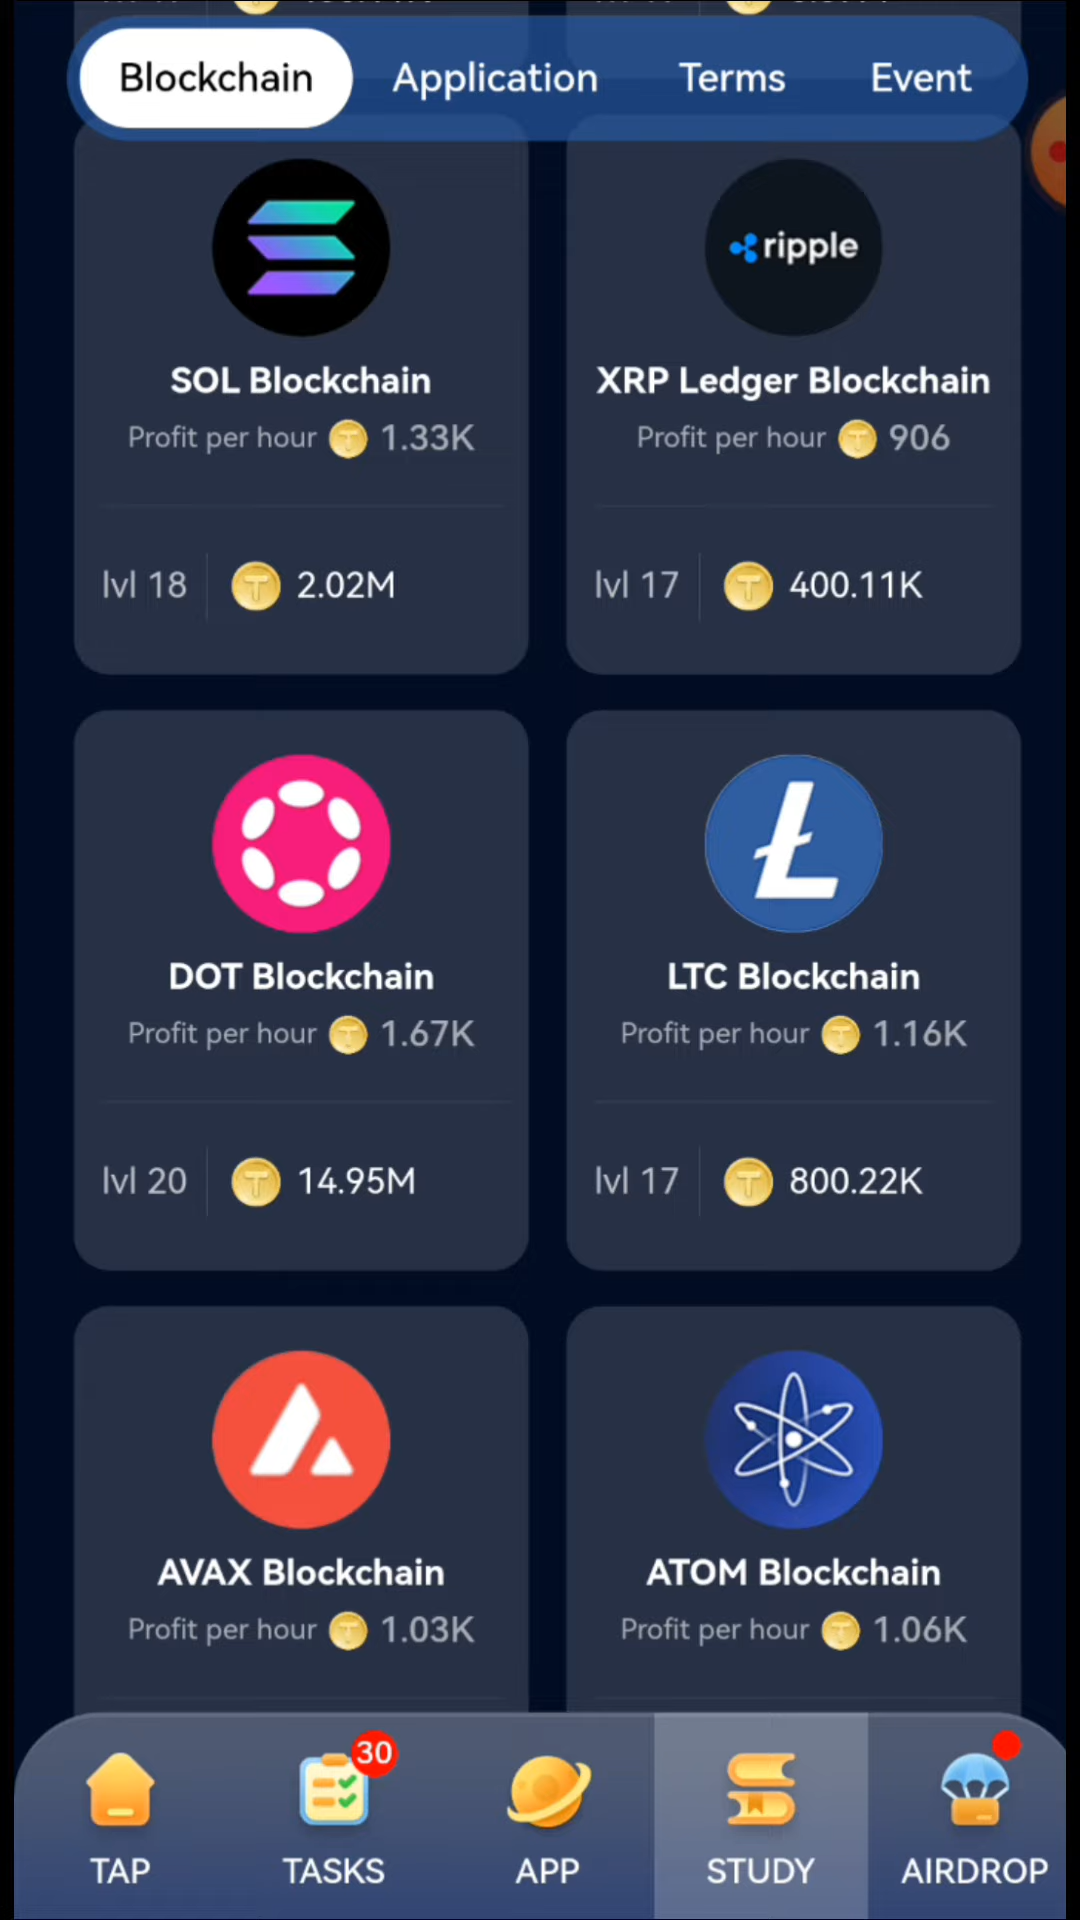 Blockchain Application Terms Event
ripple
SOL Blockchain
Profit per hour 1.33K
lvl 18 2.02M
XRP Ledger Blockchain
Profit per hour 906
lvl 17 400.11K
DOT Blockchain
Profit per hour 1.67K
lvl 20 14.95M
LTC Blockchain
Profit per hour 1.16K
lvl 17 800.22K
AVAX Blockchain
Profit per hour 1.03K
ATOM Blockchain
Profit per hour 1.06K
30
TAP TASKS APP STUDY AIRDROP